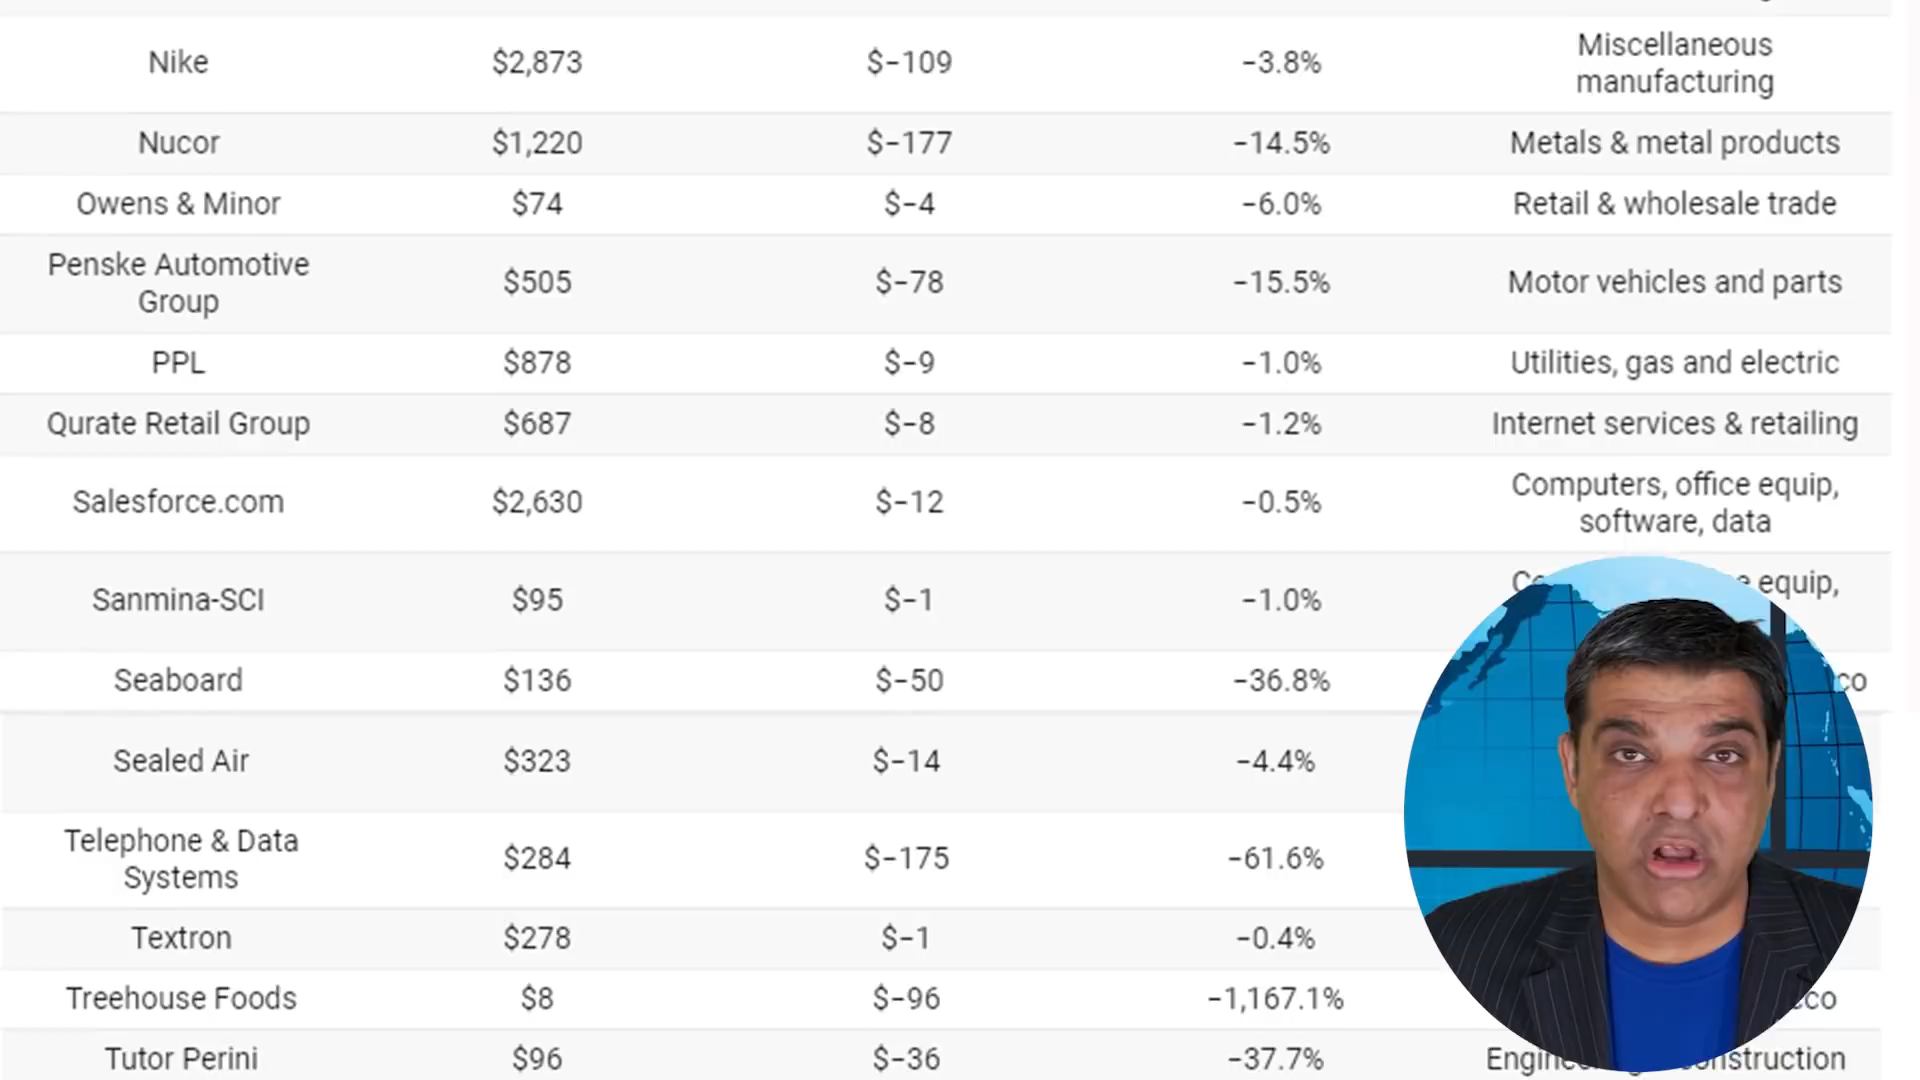 Nike $2,873 $-109 -3.8% Miscellaneous
manufacturing
Nucor $1,220 $-177 -14.5% Metals & metal products
Owens & Minor $74 $-4 -6.0% Retail & wholesale trade
Penske Automotive
Group $505 $-78 -15.5% Motor vehicles and parts
PPL $878 $-9 -1.0% Utilities, gas and electric
Qurate Retail Group $687 $-8 -1.2% Internet services & retailing
Salesforce.com $2,630 $-12 -0.5% Computers, office equip,
software, data
Sanmina-SCI $95 $-1 -1.0% equip,
Seaboard $136 $-50 -36.8%
Sealed Air $323 $-14 -4.4%
Telephone & Data
Systems $284 $-175 -61.6%
Textron $278 $-1 -0.4%
Treehouse Foods $8 $-96 -1,167.1%
Tutor Perini $96 $-36 -37.7%